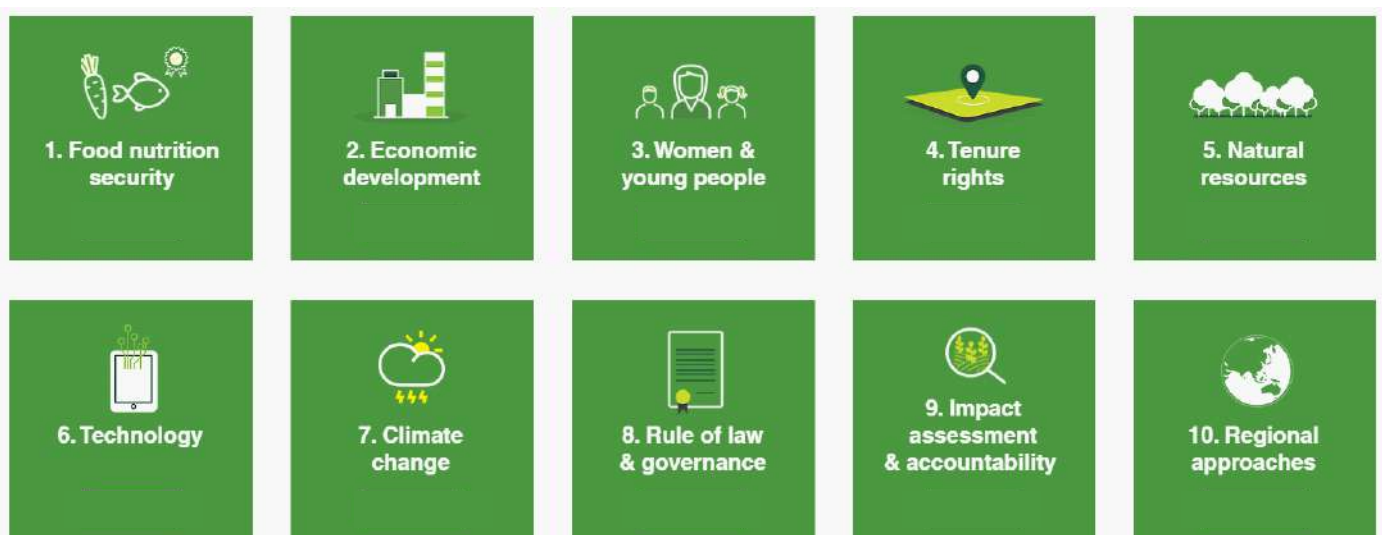 1. Food nutrition
security
2. Economic
development
3. Women &
young people
4. Tenure
rights
5. Natural
resources
6. Technology
7. Climate
change
8. Rule of law
& governance
9. Impact
assessment
& accountability
10. Regional
approaches